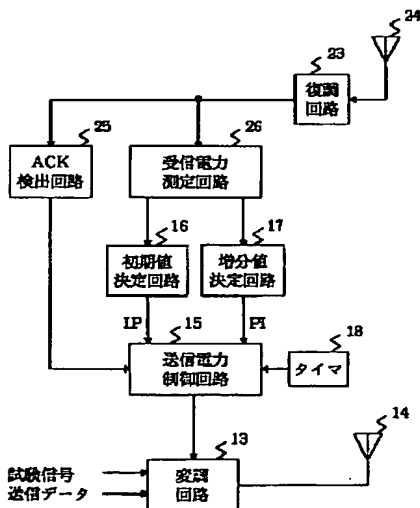 24
23
復調
回路
25
26
ACK
検出回路
受信電力
測定回路
16
17
初期値
決定回路
増分値
決定回路
IP
15
PI
18
送信電力
制御回路
タイマ
14
13
試験信号
送信データ
変調
回路